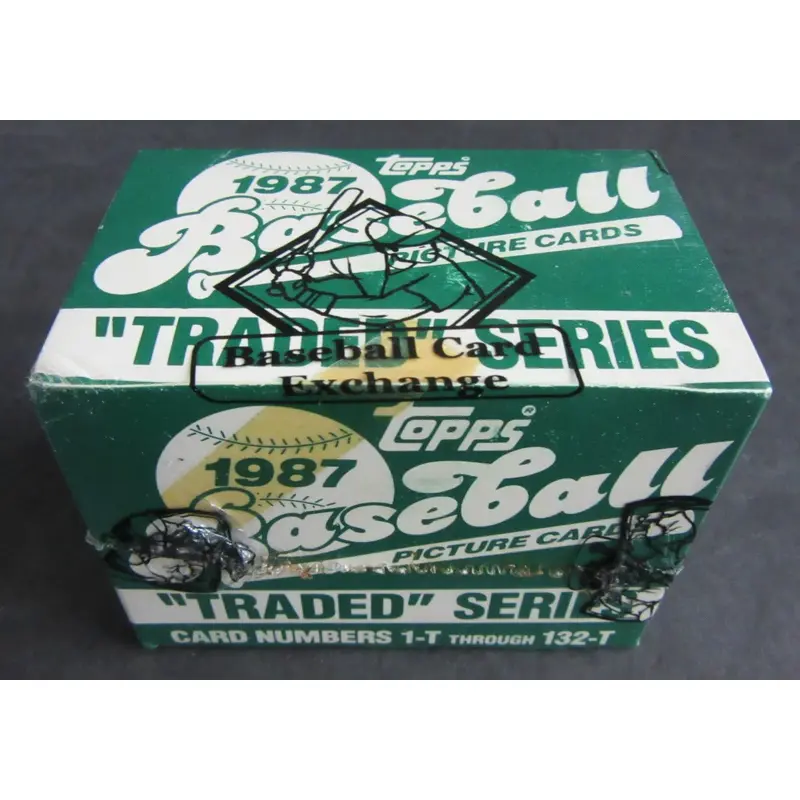 topps
1987
Baseball
PICTURE CARDS
"TRADED" SERIES
Baseball Card
Exchange
topps®
1987
Baseball
PICTURE CARDS
"TRADED" SERIES
CARD NUMBERS 1-T THROUGH 132-T